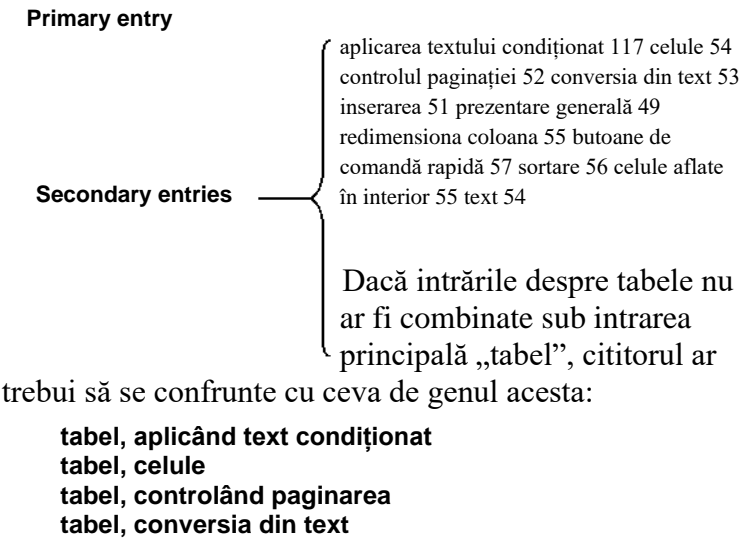 Primary entry
aplicarea textului condiționat 117 celule 54
controlul paginației 52 conversia din text 53
inserarea 51 prezentare generală 49
redimensiona coloana 55 butoane de
comandă rapidă 57 sortare 56 celule aflate
Secondary entries
în interior 55 text 54
Dacă intrările despre tabele nu
ar fi combinate sub intrarea
principală „tabel”, cititorul ar
trebui să se confrunte cu ceva de genul acesta:
tabel, aplicând text condiționat
tabel, celule
tabel, controlând paginarea
tabel, conversia din text